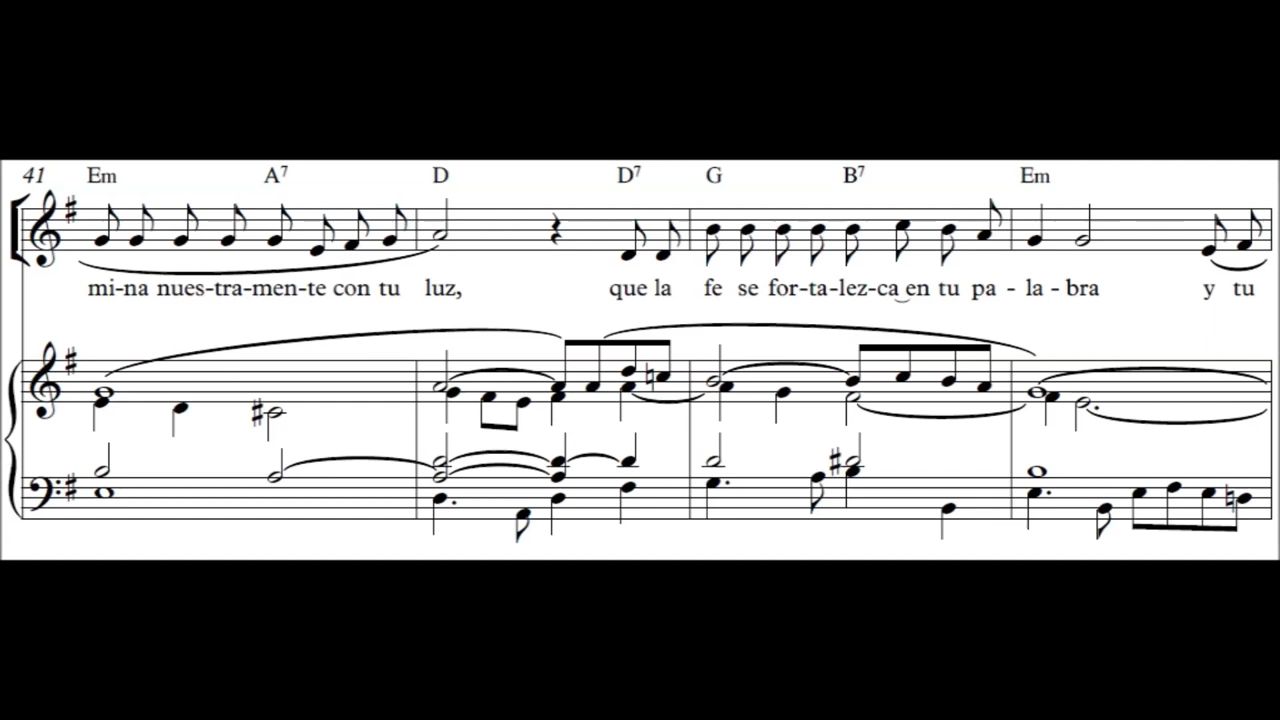 41 Em A7 D D7 G B7 Em
mi-na nues-tra-men-te con tu luz, que la fe se for-ta-lez-ca en tu pa - la - bra y tu